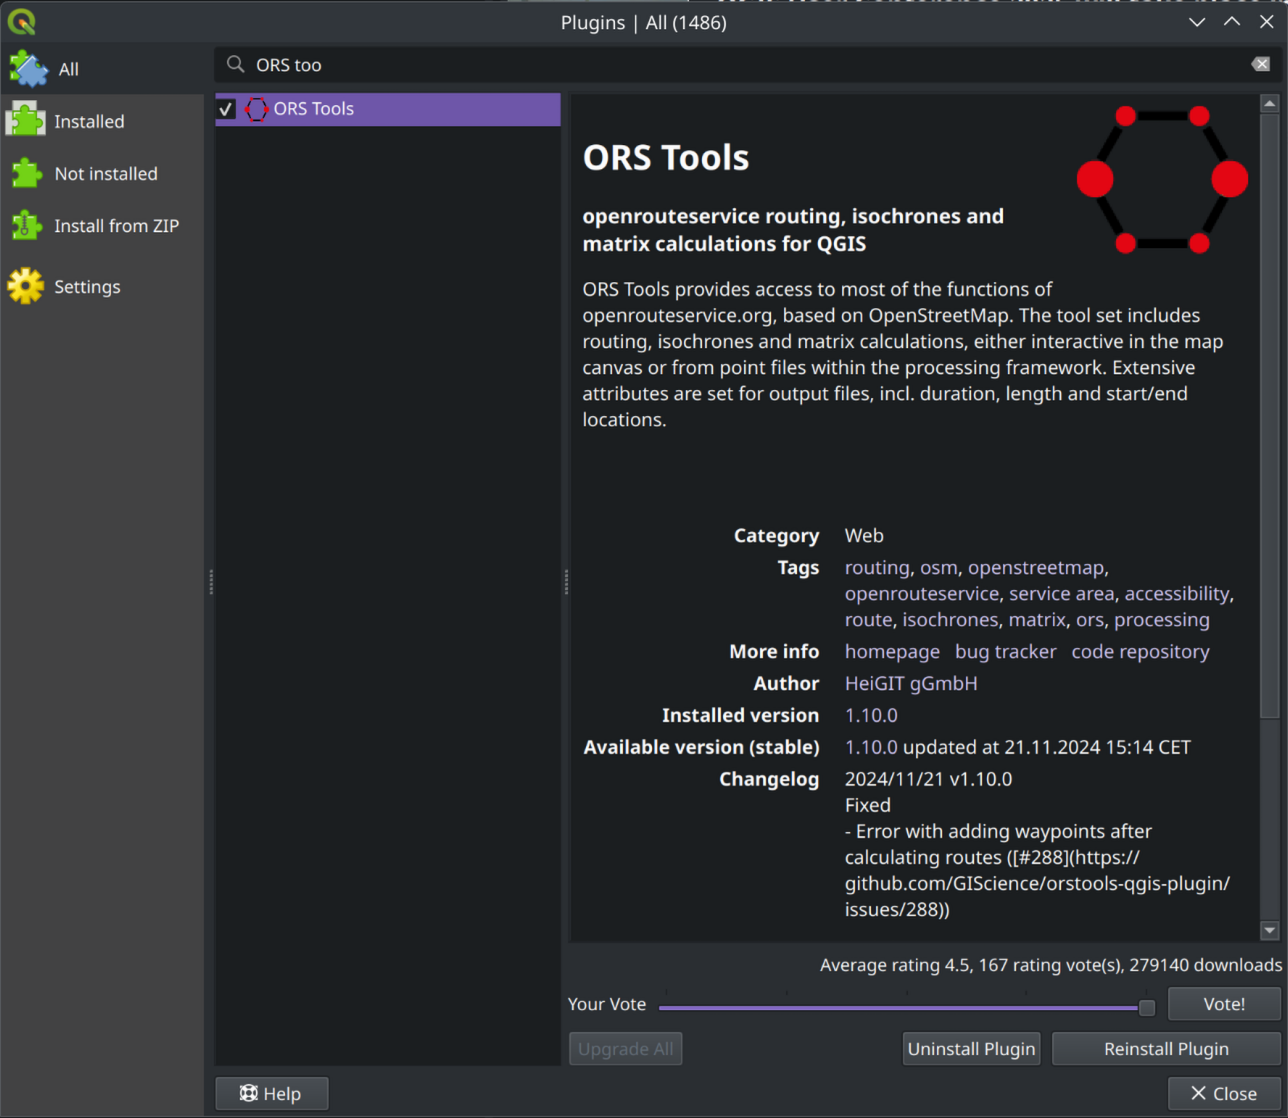 Plugins | All (1486)
All
Installed
Not installed
Install from ZIP
Settings
ORS too
ORS Tools
ORS Tools
openrouteservice routing, isochrones and
matrix calculations for QGIS
ORS Tools provides access to most of the functions of
openrouteservice.org, based on OpenStreetMap. The tool set includes
routing, isochrones and matrix calculations, either interactive in the map
canvas or from point files within the processing framework. Extensive
attributes are set for output files, incl. duration, length and start/end
locations.
Category Web
Tags routing, osm, openstreetmap,
openrouteservice, service area, accessibility,
route, isochrones, matrix, ors, processing
More info homepage bug tracker code repository
Author HeiGIT gGmbH
Installed version 1.10.0
Available version (stable) 1.10.0 updated at 21.11.2024 15:14 CET
Changelog 2024/11/21 v1.10.0
Fixed
- Error with adding waypoints after
calculating routes ([#288](https://
github.com/GIScience/orstools-qgis-plugin/
issues/288))
Average rating 4.5, 167 rating vote(s), 279140 downloads
Your Vote Vote!
Upgrade All Uninstall Plugin Reinstall Plugin
Help Close